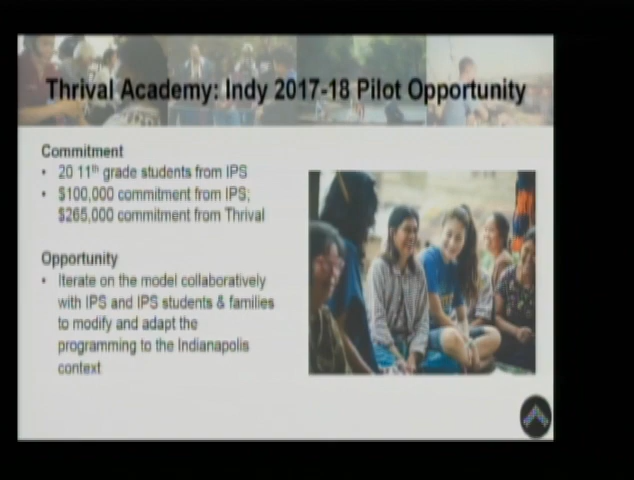 Thrival Academy: Indy 2017-18 Pilot Opportunity
Commitment
• 20 11th grade students from IPS
• $100,000 commitment from IPS;
$265,000 commitment from Thrival
Opportunity
• Iterate on the model collaboratively
with IPS and IPS students & families
to modify and adapt the
programming to the Indianapolis
context